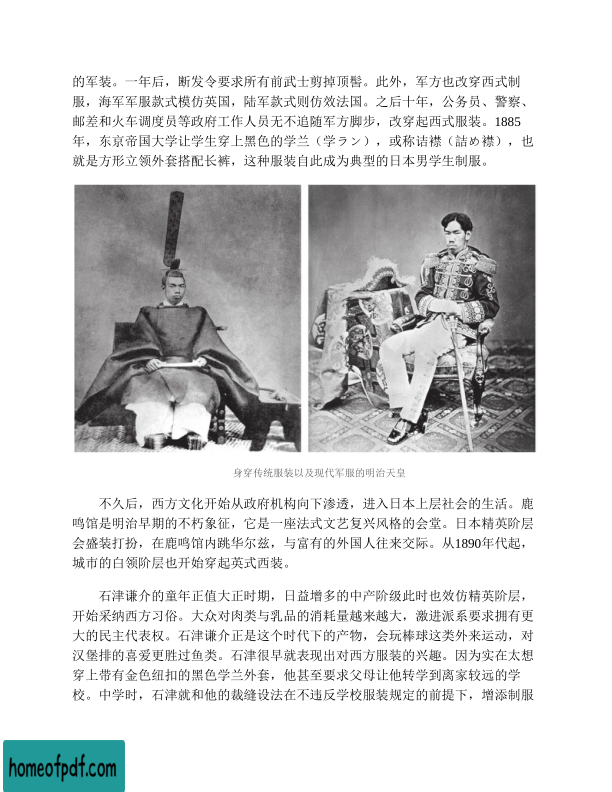 的军装。一年后，断发令要求所有前武士剪掉顶髻。此外，军方也改穿西式制
服，海军军服款式模仿英国，陆军款式则仿效法国。之后十年，公务员、警察、
邮差和火车调度员等政府工作人员无不追随军方脚步，改穿起西式服装。1885
年，东京帝国大学让学生穿上黑色的学兰（学ラン），或称诘襟（詰め襟），也
就是方形立领外套搭配长裤，这种服装自此成为典型的日本男学生制服。
身穿传统服装以及现代军服的明治天皇
不久后，西方文化开始从政府机构向下渗透，进入日本上层社会的生活。鹿
鸣馆是明治早期的不朽象征，它是一座法式文艺复兴风格的会堂。日本精英阶层
会盛装打扮，在鹿鸣馆内跳华尔兹，与富有的外国人往来交际。从1890年代起，
城市的白领阶层也开始穿起英式西装。
石津谦介的童年正值大正时期，日益增多的中产阶级此时也效仿精英阶层，
开始采纳西方习俗。大众对肉类与乳品的消耗量越来越大，激进派系要求拥有更
大的民主代表权。石津谦介正是这个时代下的产物，会玩棒球这类外来运动，对
汉堡排的喜爱更胜过鱼类。石津很早就表现出对西方服装的兴趣。因为实在太想
穿上带有金色纽扣的黑色学兰外套，他甚至要求父母让他转学到离家较远的学
校。中学时，石津就和他的裁缝设法在不违反学校服装规定的前提下，增添制服
homeofpdf.com